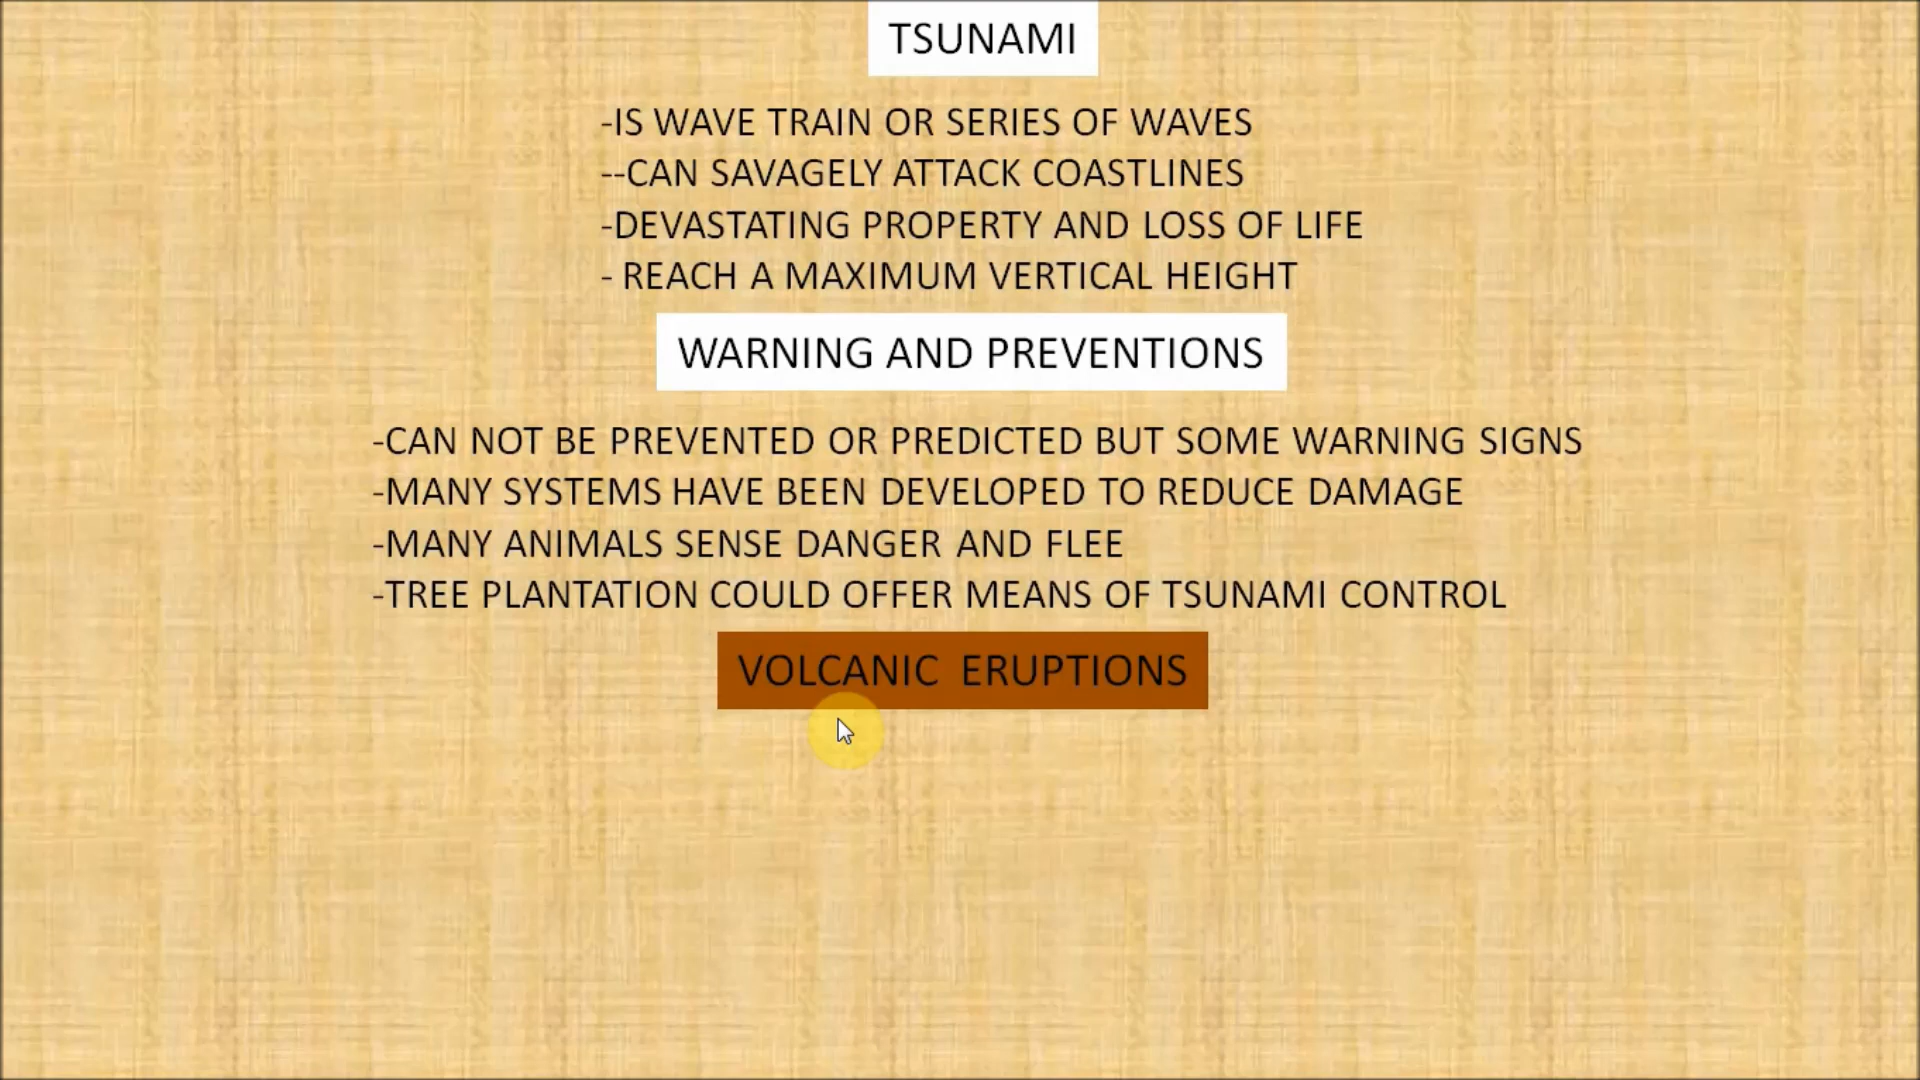 TSUNAMI
-IS WAVE TRAIN OR SERIES OF WAVES
--CAN SAVAGELY ATTACK COASTLINES
-DEVASTATING PROPERTY AND LOSS OF LIFE
- REACH A MAXIMUM VERTICAL HEIGHT
WARNING AND PREVENTIONS
-CAN NOT BE PREVENTED OR PREDICTED BUT SOME WARNING SIGNS
-MANY SYSTEMS HAVE BEEN DEVELOPED TO REDUCE DAMAGE
-MANY ANIMALS SENSE DANGER AND FLEE
-TREE PLANTATION COULD OFFER MEANS OF TSUNAMI CONTROL
VOLCANIC ERUPTIONS